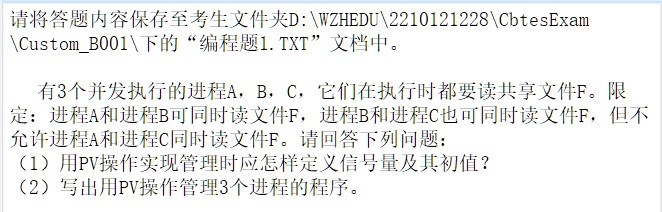 请将答题内容保存至考生文件夹D:\WZHEDU\2210121228\CbtesExam
\Custom_B001\下的“编程题1.TXT”文档中。
有3个并发执行的进程A，B，C，它们在执行时都要读共享文件F。限
定：进程A和进程B可同时读文件F，进程B和进程C也可同时读文件F，但不
允许进程A和进程C同时读文件F。请回答下列问题：
（1）用PV操作实现管理时应怎样定义信号量及其初值？
（2）写出用PV操作管理3个进程的程序。